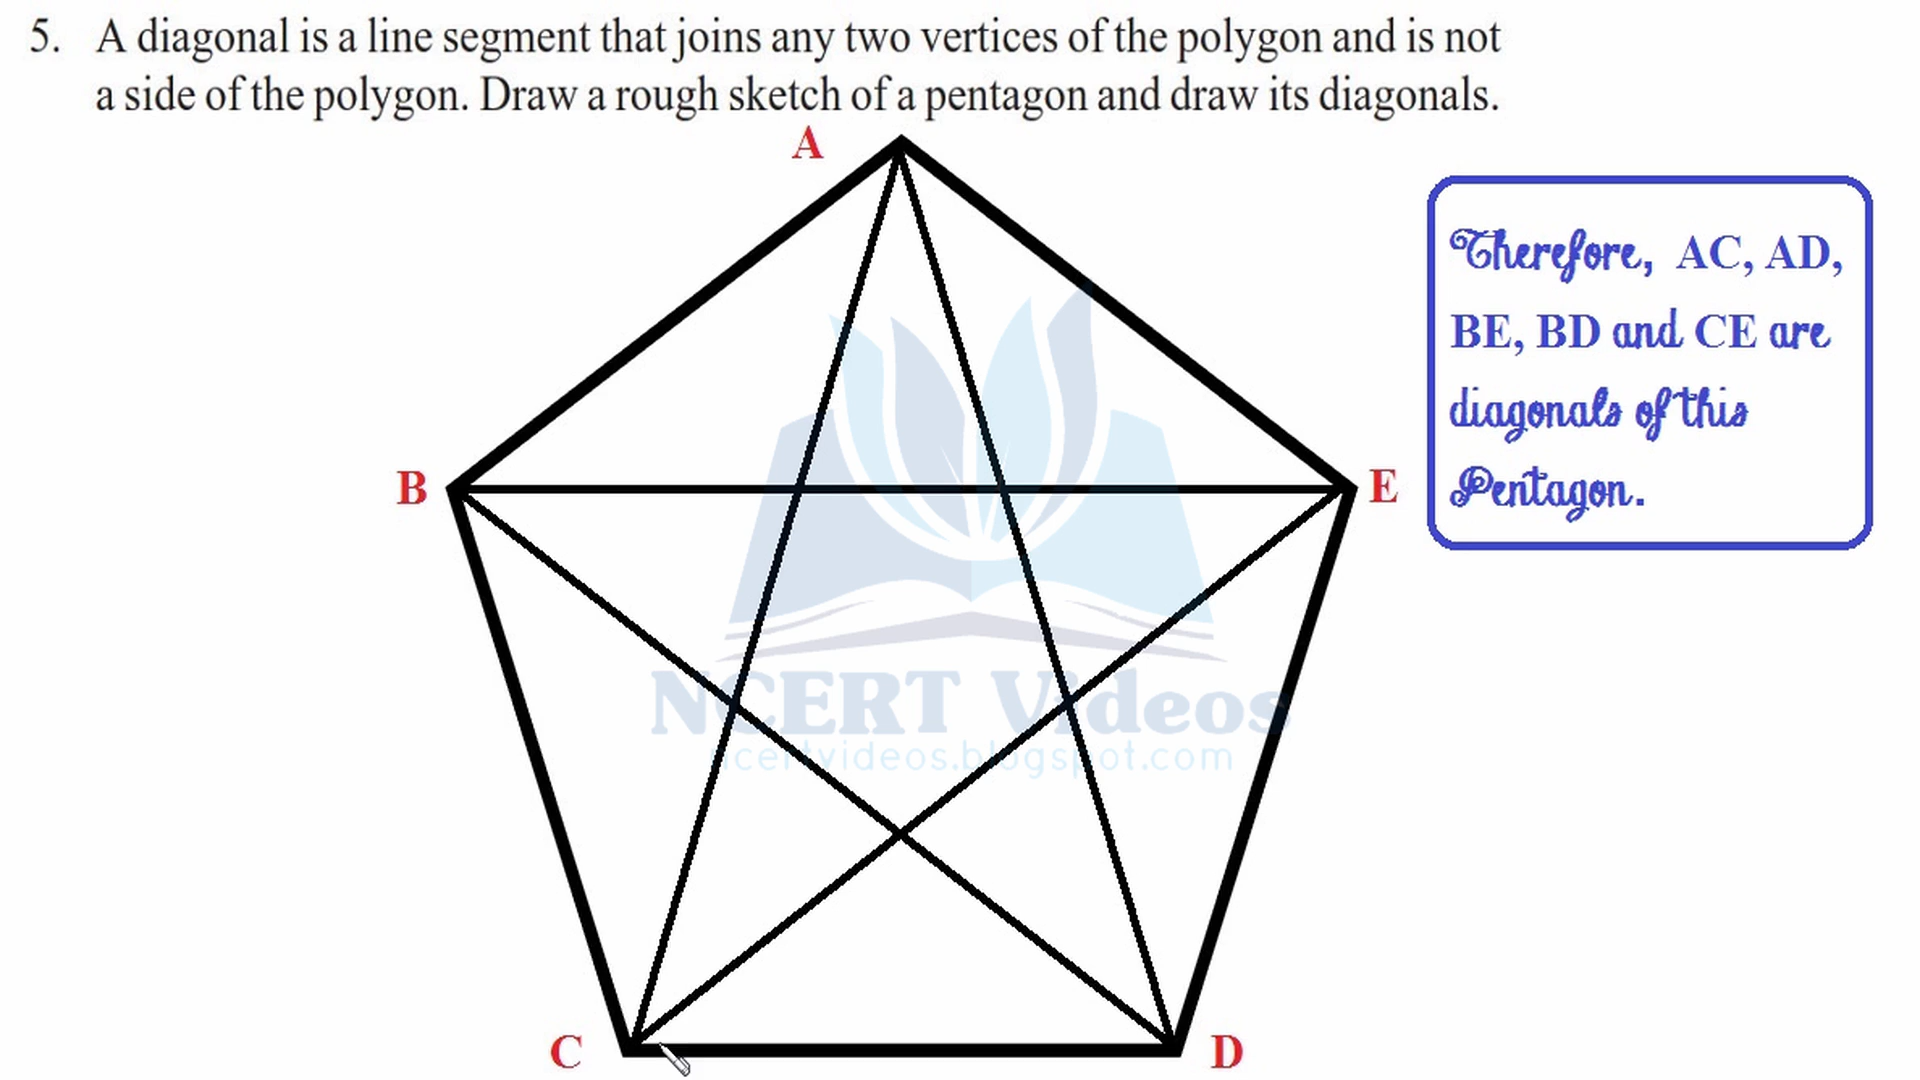 5. A diagonal is a line segment that joins any two vertices of the polygon and is not
a side of the polygon. Draw a rough sketch of a pentagon and draw its diagonals.
A
Therefore, AC, AD,
BE, BD and CE are
diagonals of this
Pentagon.
B
E
NCERT Videos
ncertvideos.blogspot.com
C
D